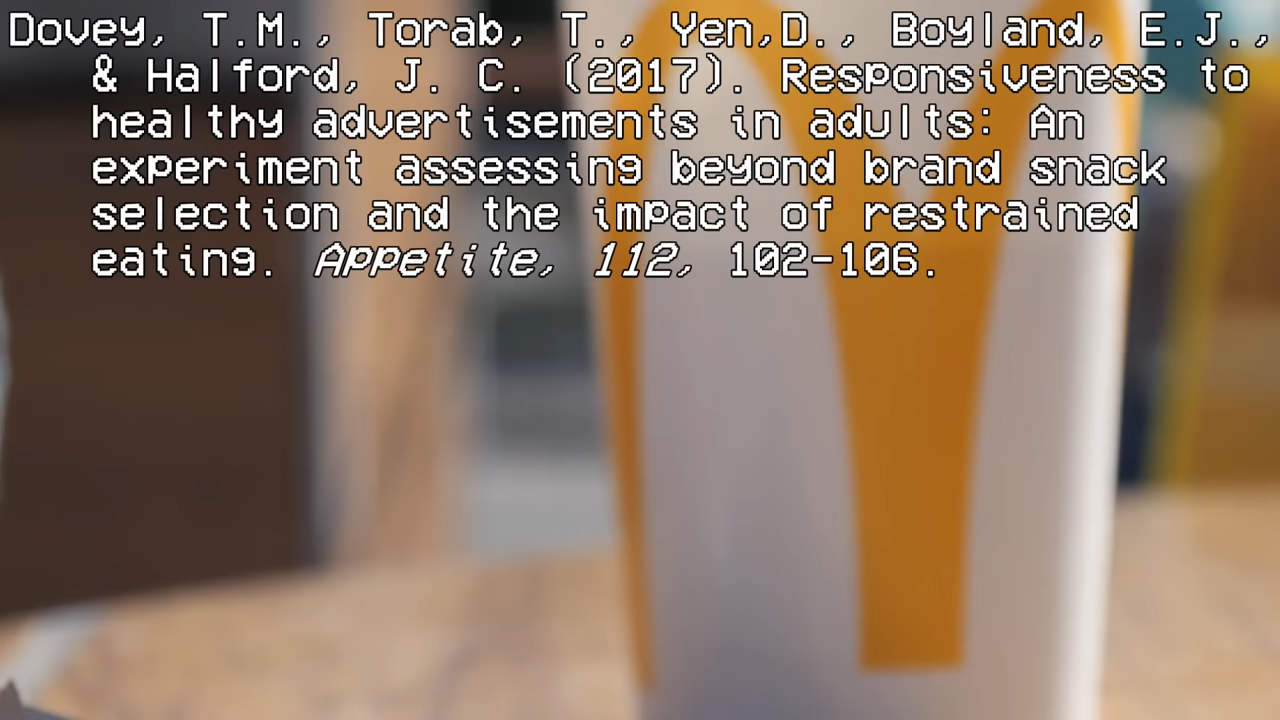 Dovey, T.M., Torab, T., Yen,D., Boyland, E.J.,
& Halford, J. C. (2017). Responsiveness to
healthy advertisements in adults: An
experiment assessing beyond brand snack
selection and the impact of restrained
eating. Appetite, 112, 102-106.